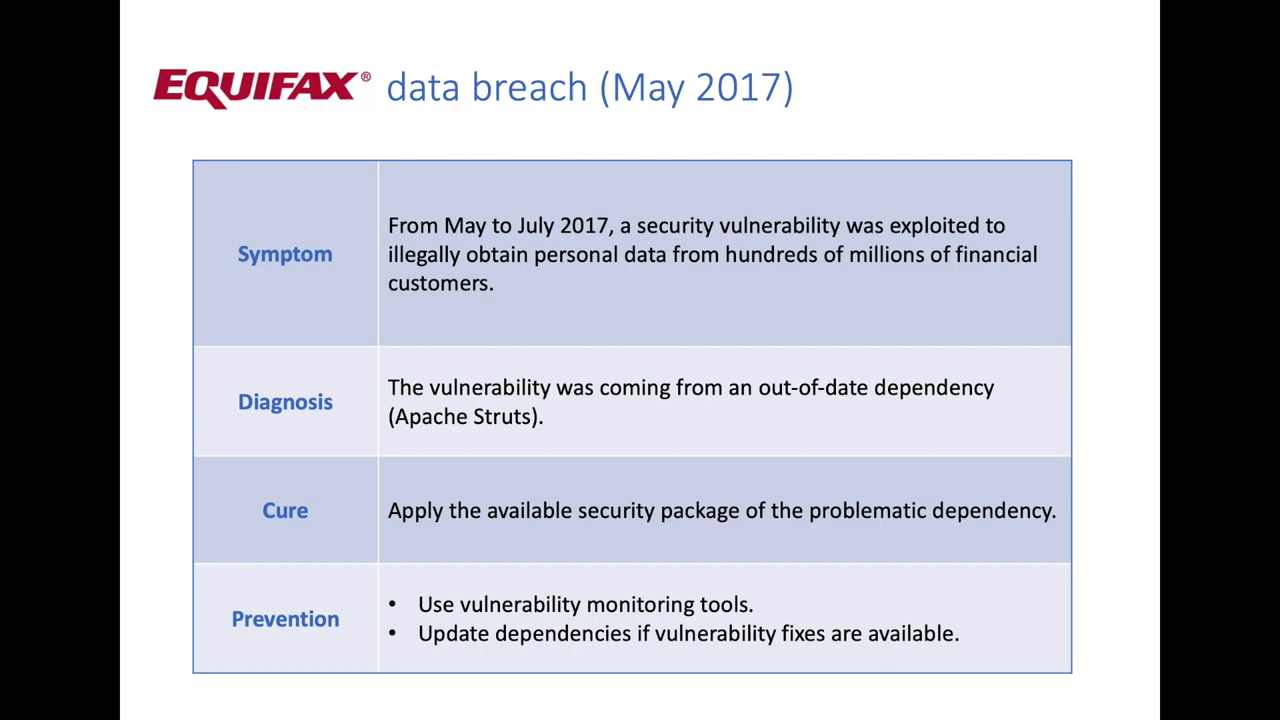 EQUIFAX® data breach (May 2017)
Symptom
From May to July 2017, a security vulnerability was exploited to
illegally obtain personal data from hundreds of millions of financial
customers.
Diagnosis
The vulnerability was coming from an out-of-date dependency
(Apache Struts).
Cure
Apply the available security package of the problematic dependency.
Prevention
• Use vulnerability monitoring tools.
• Update dependencies if vulnerability fixes are available.